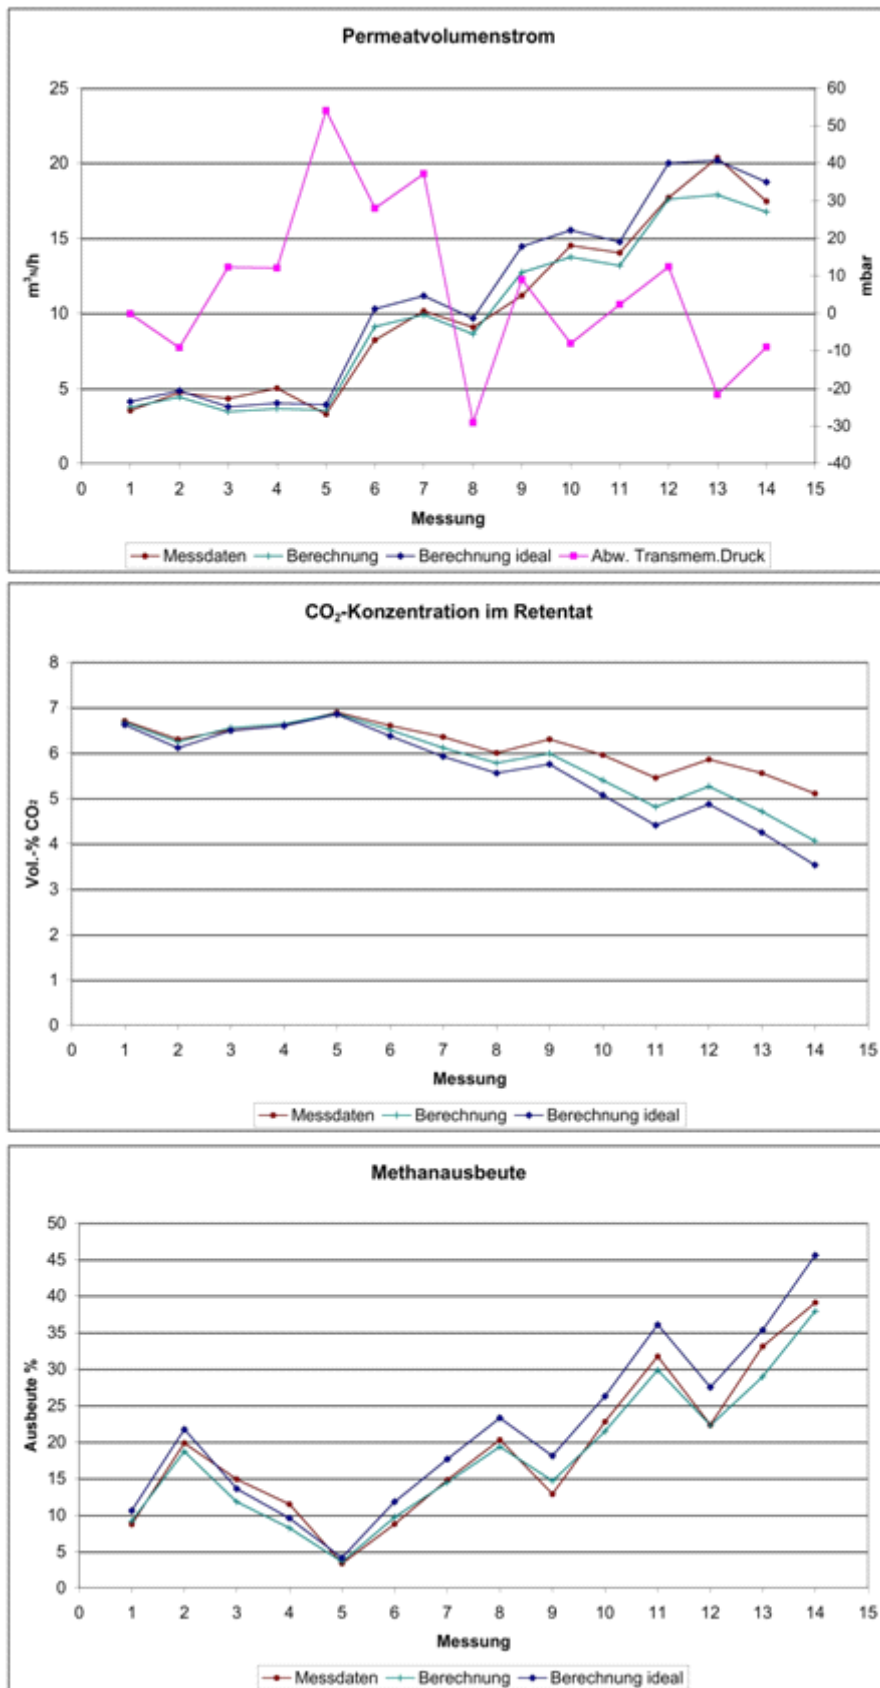 Permeatvolumenstrom
25 60
50
20 40
30
15 20
10
10 0
-10
5 -20
-30
0 -40
m³N/h
mbar
0 1 2 3 4 5 6 7 8 9 10 11 12 13 14 15
Messung
Messdaten Berechnung Berechnung ideal Abw. Transmem.Druck
CO₂-Konzentration im Retentat
8
7
6
5
4
3
2
1
0
Vol.-% CO₂
0 1 2 3 4 5 6 7 8 9 10 11 12 13 14 15
Messung
Messdaten Berechnung Berechnung ideal
Methanausbeute
50
45
40
35
30
25
20
15
10
5
0
Ausbeute %
0 1 2 3 4 5 6 7 8 9 10 11 12 13 14 15
Messung
Messdaten Berechnung Berechnung ideal